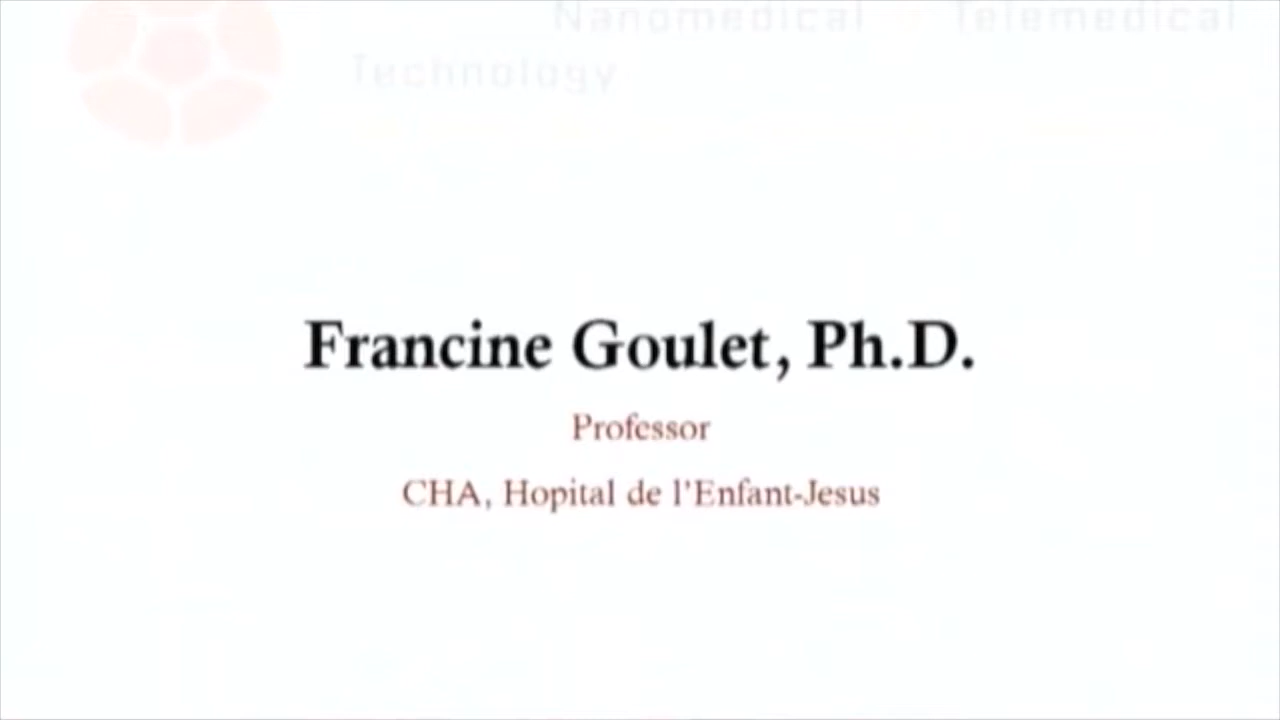 Nanomedical Telemedical
Technology
Francine Goulet, Ph.D.
Professor
CHA, Hopital de l'Enfant-Jesus